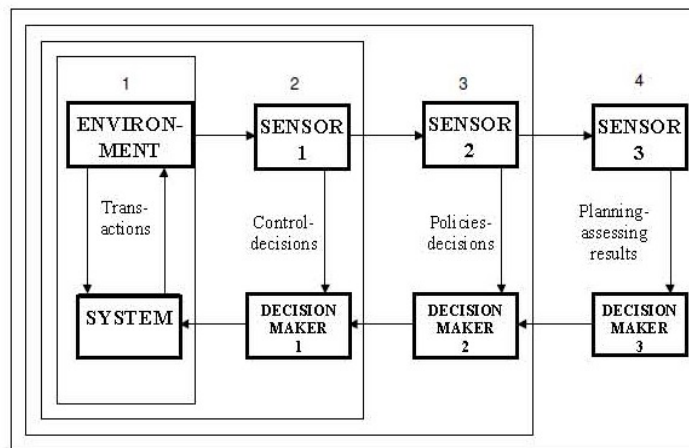 1
2
3
4
ENVIRON-
MENT
SENSOR
1
SENSOR
2
SENSOR
3
Trans-
actions
Control-
decisions
Policies-
decisions
Planning-
assessing
results
SYSTEM
DECISION
MAKER
1
DECISION
MAKER
2
DECISION
MAKER
3